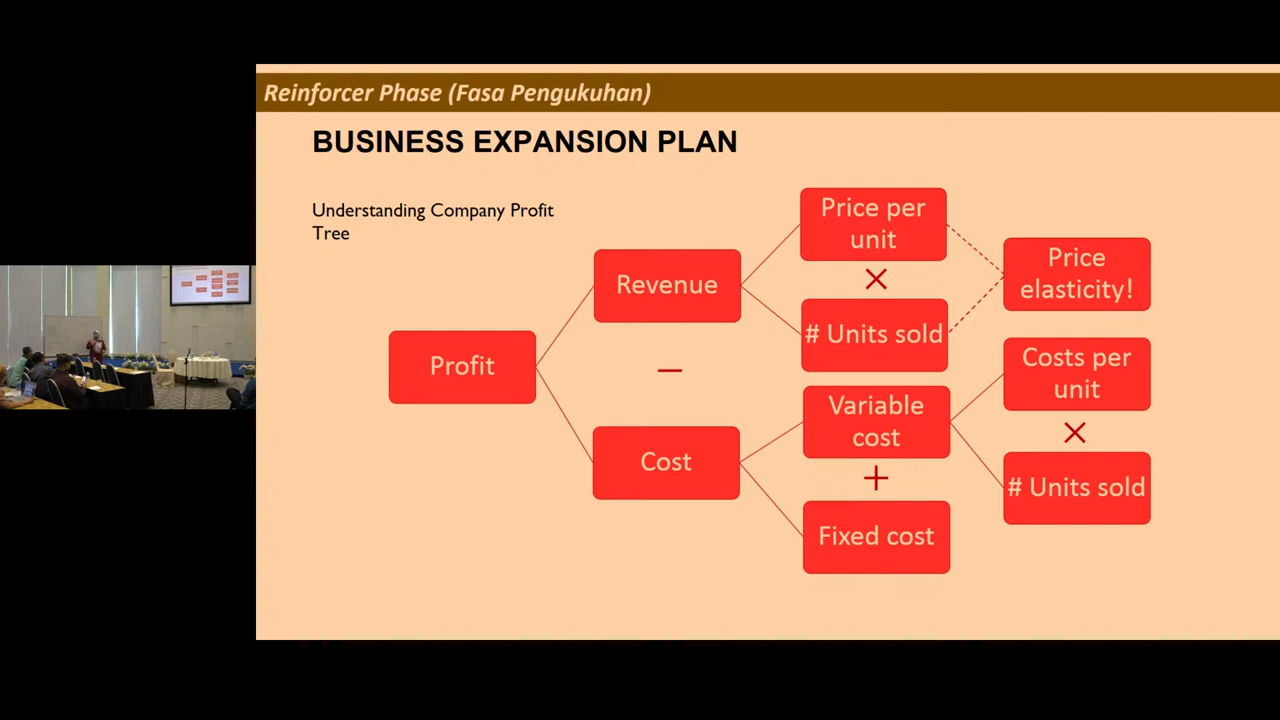 Reinforcer Phase (Fasa Pengukuhan)
BUSINESS EXPANSION PLAN
Understanding Company Profit
Tree
Profit
Revenue
−
Cost
Price per
unit
×
# Units sold
Variable
cost
+
Fixed cost
Price
elasticity!
Costs per
unit
×
# Units sold